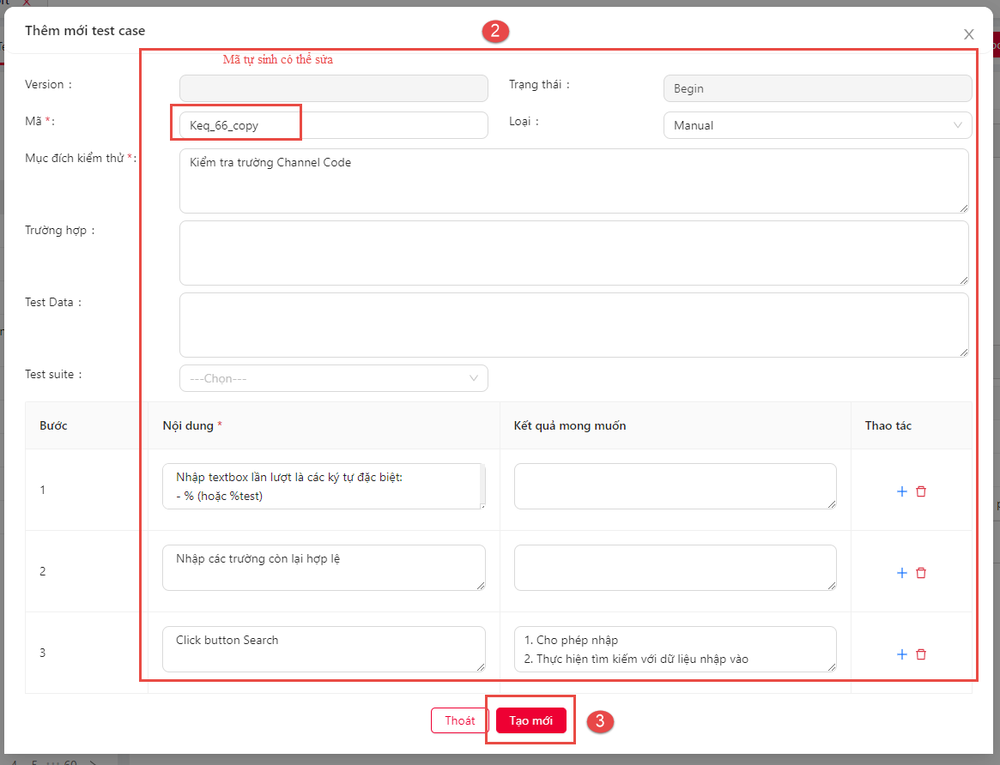 Thêm mới test case
2
Mã tự sinh có thể sửa
Version :
Trạng thái : Begin
Mã * : Keq_66_copy
Loại : Manual
Mục đích kiểm thử * : Kiểm tra trường Channel Code
Trường hợp :
Test Data :
Test suite : ---Chọn---
Bước Nội dung * Kết quả mong muốn Thao tác
1 Nhập textbox lần lượt là các ký tự đặc biệt:
- % (hoặc %test)
2 Nhập các trường còn lại hợp lệ
3 Click button Search
1. Cho phép nhập
2. Thực hiện tìm kiếm với dữ liệu nhập vào
Thoát Tạo mới 3
4 5 ... 60